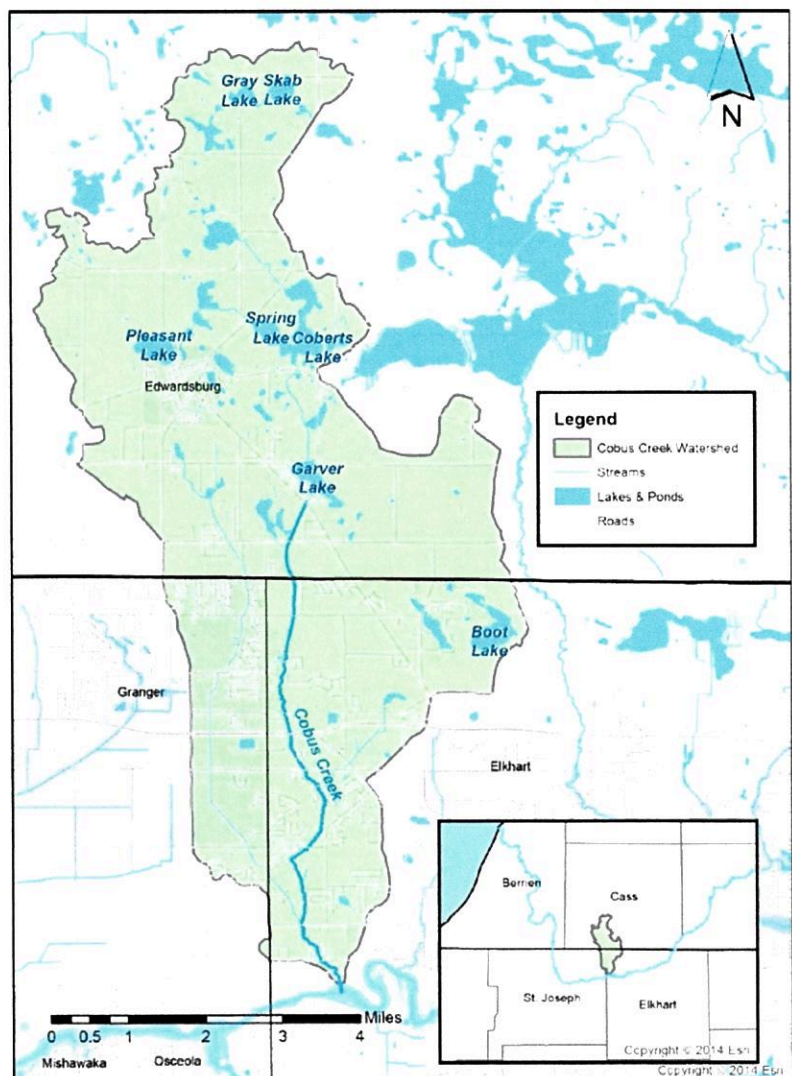 Gray Skab
Lake Lake
N
Spring
Lake Coberts
Lake
Pleasant
Lake
Edwardsburg
Garver
Lake
Legend
Cobus Creek Watershed
Streams
Lakes & Ponds
Roads
Boot
Lake
Granger
Cobus Creek
Elkhart
Berrien
Cass
St. Joseph
Elkhart
Copyright © 2014 Esri
Miles
0 0.5 1 2 3 4
Mishawaka Osceola
Copyright © 2014 Esri